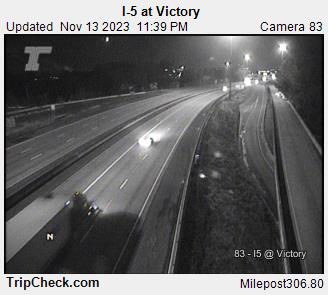 I-5 at Victory
Updated  Nov 13 2023  11:39 PM  Camera 83
N
83 - I5 @ Victory
TripCheck.com  Milepost306.80